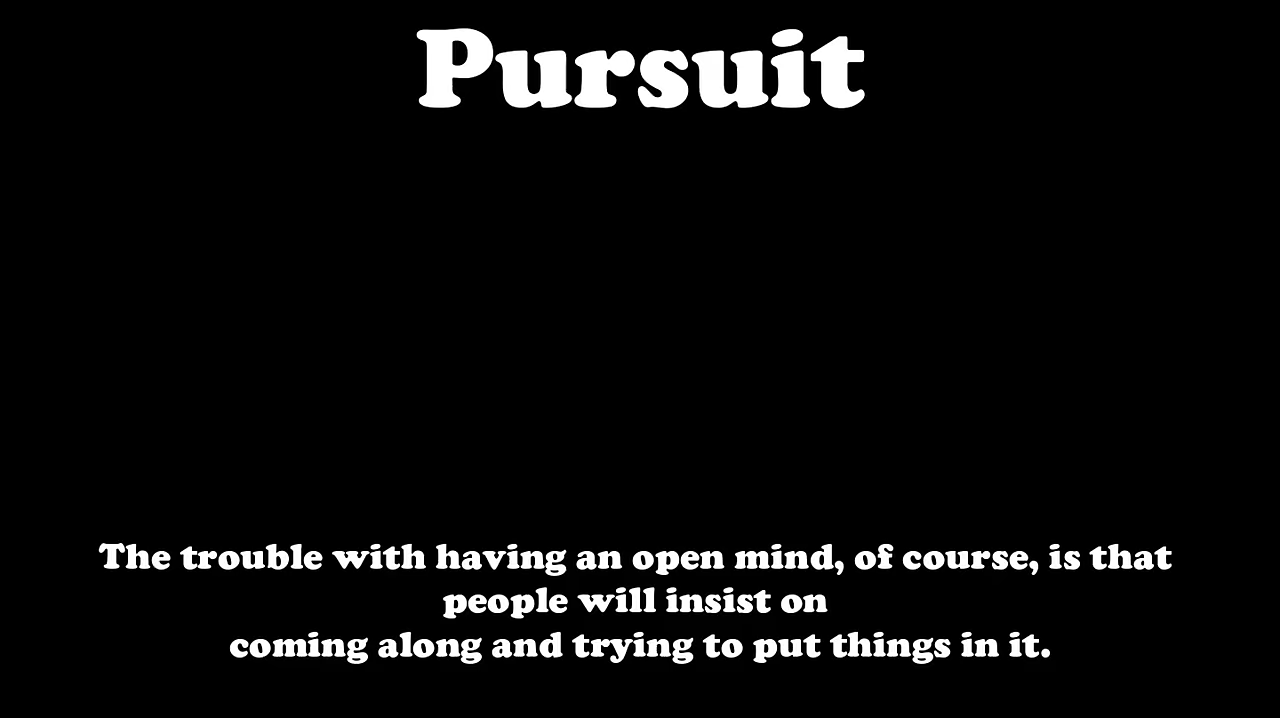 Pursuit
The trouble with having an open mind, of course, is that
people will insist on
coming along and trying to put things in it.